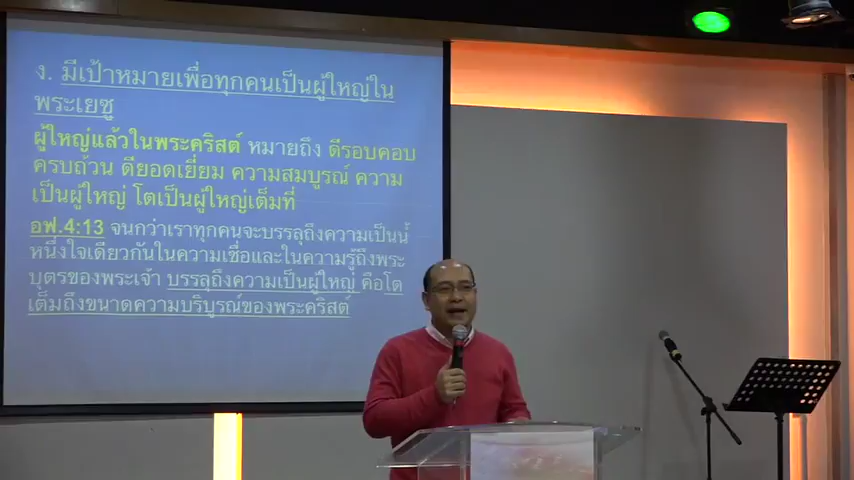 ง. มีเป้าหมายเพื่อทุกคนเป็นผู้ใหญ่ใน
พระเยซู
ผู้ใหญ่แล้วในพระคริสต์ หมายถึง ดีรอบคอบ
ครบถ้วน ดียอดเยี่ยม ความสมบูรณ์ ความ
เป็นผู้ใหญ่ โตเป็นผู้ใหญ่เต็มที่
อฟ.4:13 จนกว่าเราทุกคนจะบรรลุถึงความเป็นน้ำ
หนึ่งใจเดียวกันในความเชื่อและในความรู้ถึงพระ
บุตรของพระเจ้า บรรลุถึงความเป็นผู้ใหญ่ คือโต
เต็มถึงขนาดความบริบูรณ์ของพระคริสต์